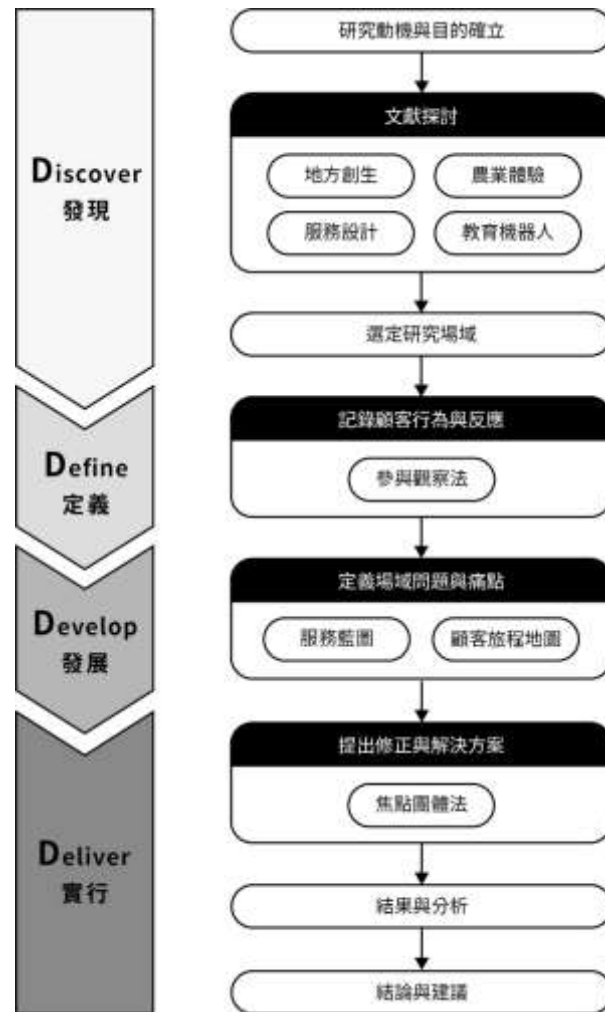 Discover
發現
Define
定義
Develop
發展
Deliver
實行
研究動機與目的確立
文獻探討
地方創生 農業體驗
服務設計 教育機器人
選定研究場域
記錄顧客行為與反應
參與觀察法
定義場域問題與痛點
服務藍圖 顧客旅程地圖
提出修正與解決方案
焦點團體法
結果與分析
結論與建議